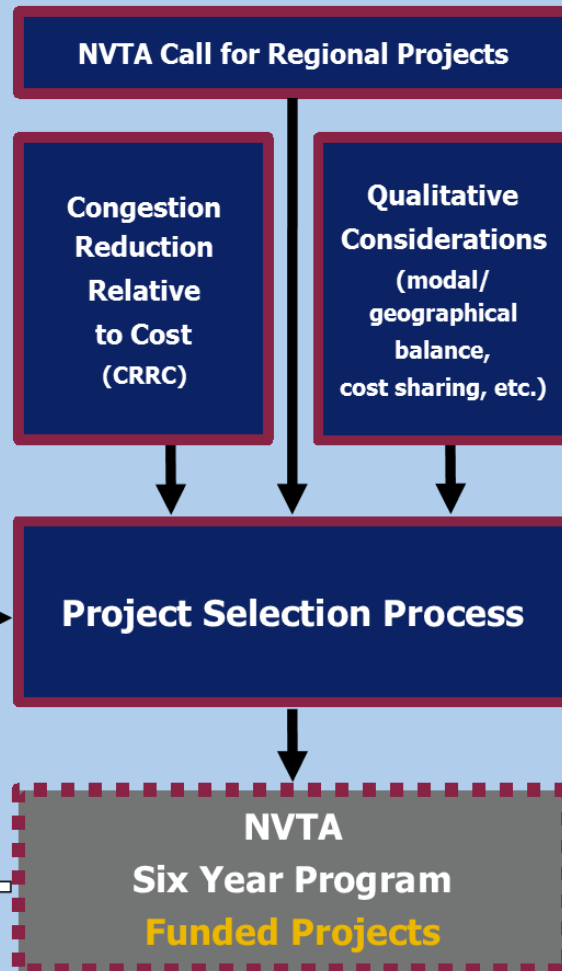 NVTA Call for Regional Projects
Congestion
Reduction
Relative
to Cost
(CRRC)
Qualitative
Considerations
(modal/
geographical
balance,
cost sharing, etc.)
Project Selection Process
NVTA
Six Year Program
Funded Projects